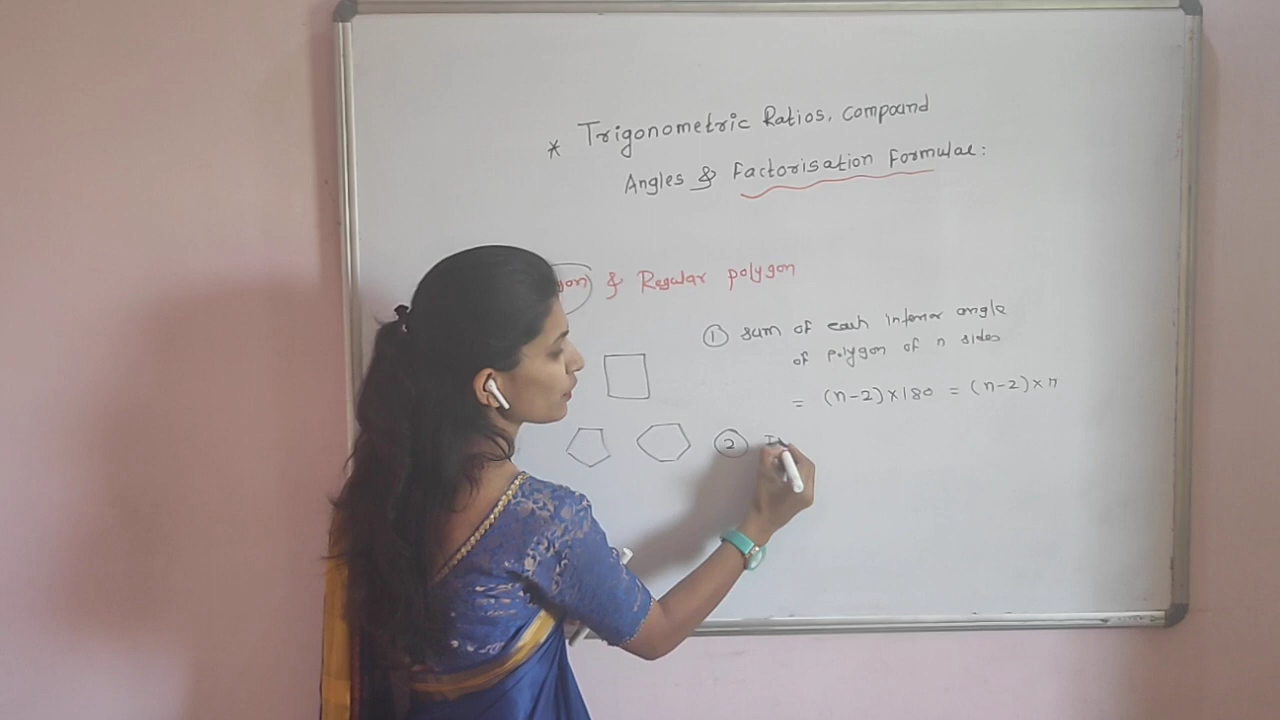 * Trigonometric Ratios, compound
Angles & Factorisation Formulae:
gon) & Regular polygon
① sum of each interior angle
of polygon of n sides
= (n-2)×180 = (n-2)×π
② I